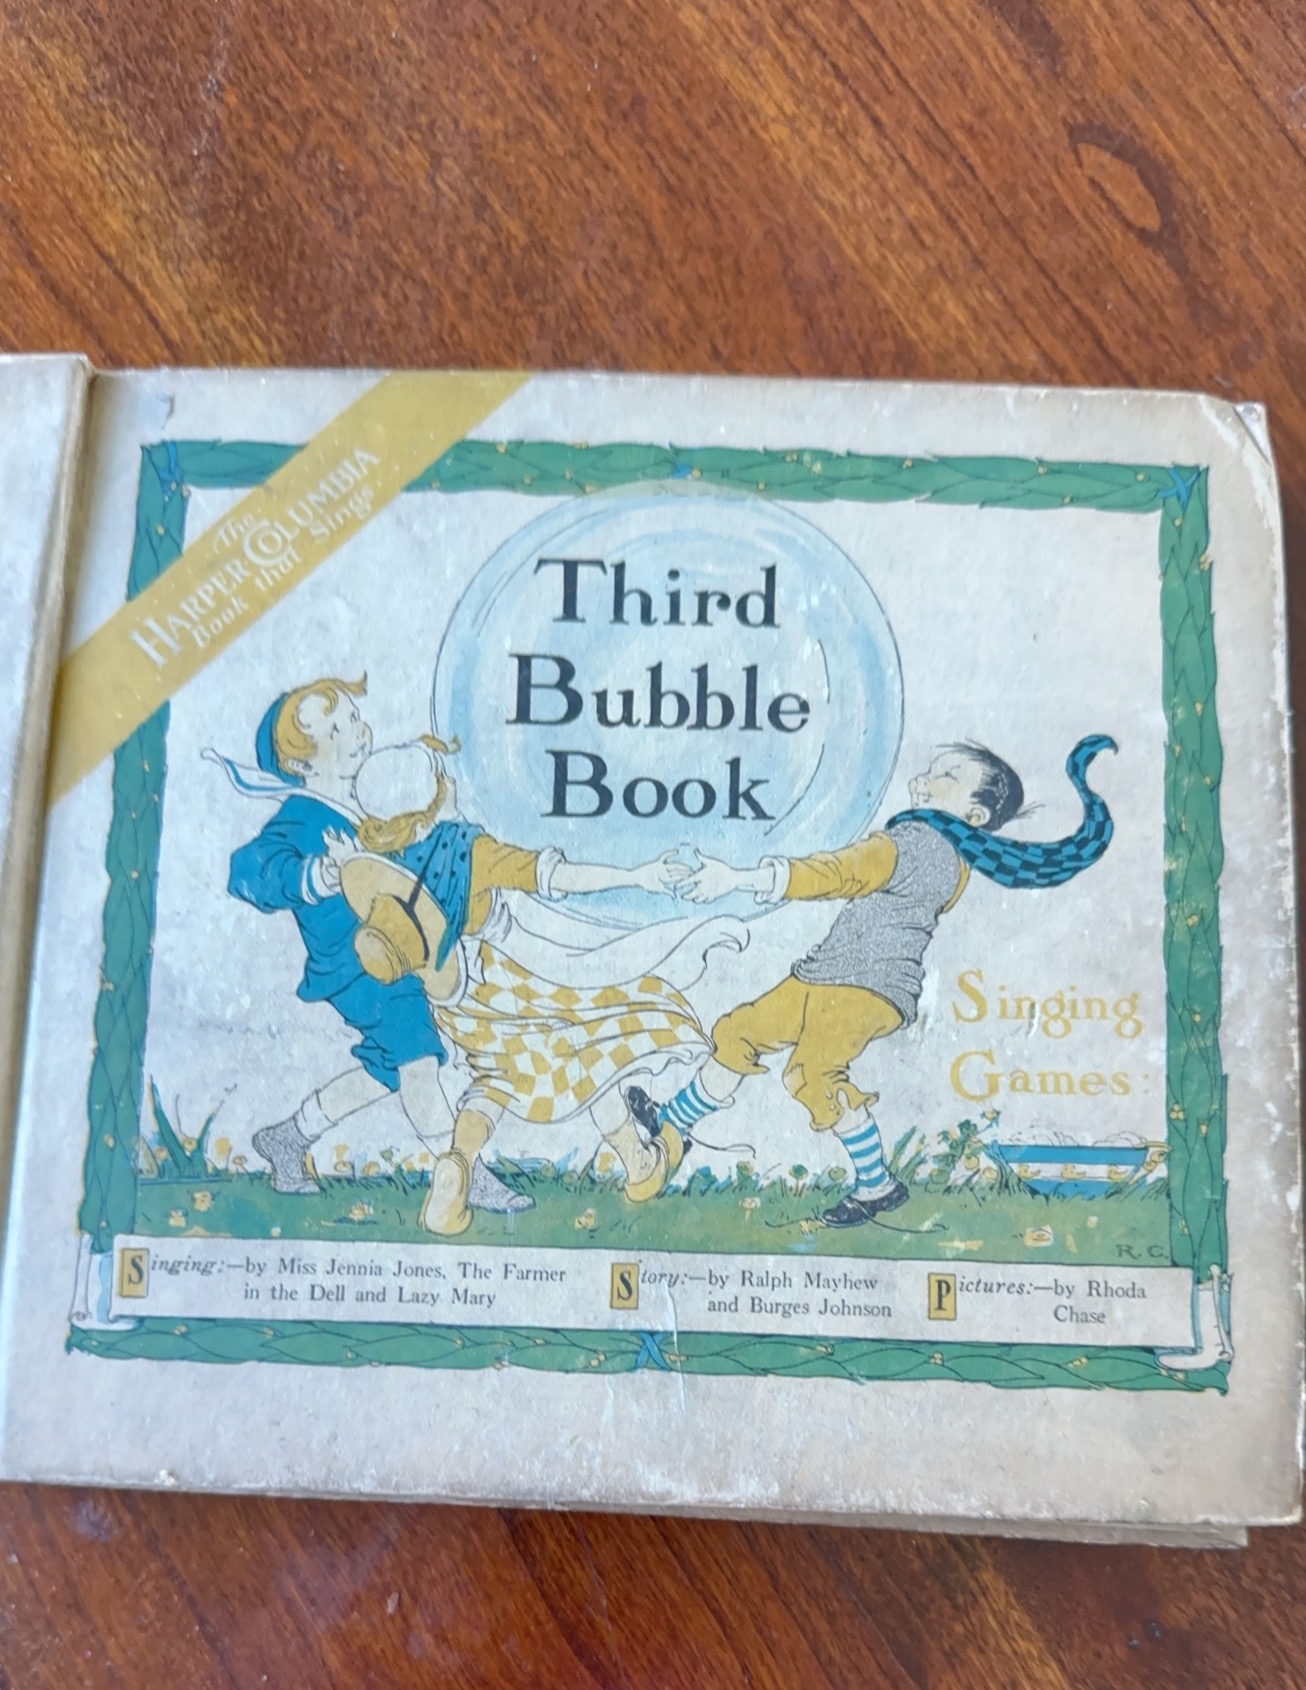 The
HARPER COLUMBIA
Book that Sings
Third
Bubble
Book
Singing
Games:
R. C.
Singing:—by Miss Jennia Jones, The Farmer
in the Dell and Lazy Mary
Story:—by Ralph Mayhew
and Burges Johnson
Pictures:—by Rhoda
Chase